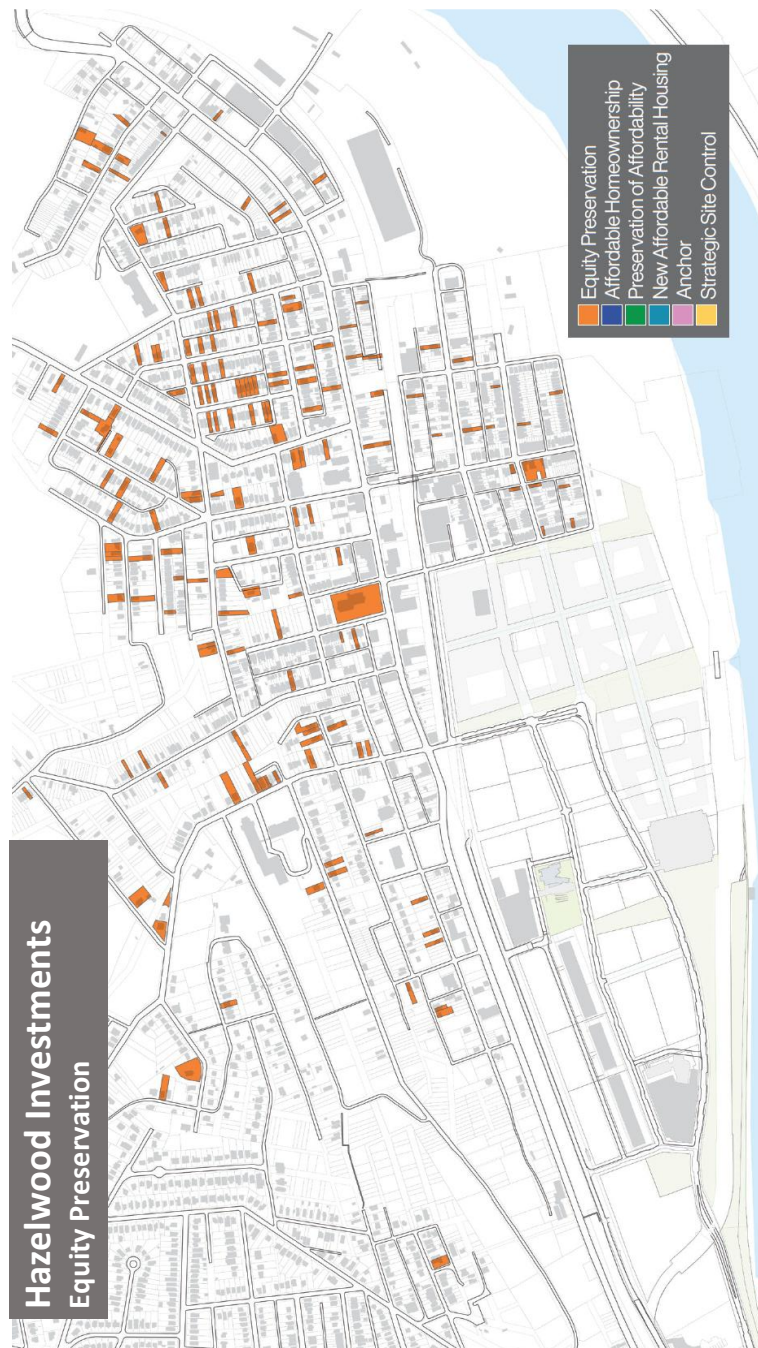 Hazelwood Investments
Equity Preservation
Equity Preservation
Affordable Homeownership
Preservation of Affordability
New Affordable Rental Housing
Anchor
Strategic Site Control